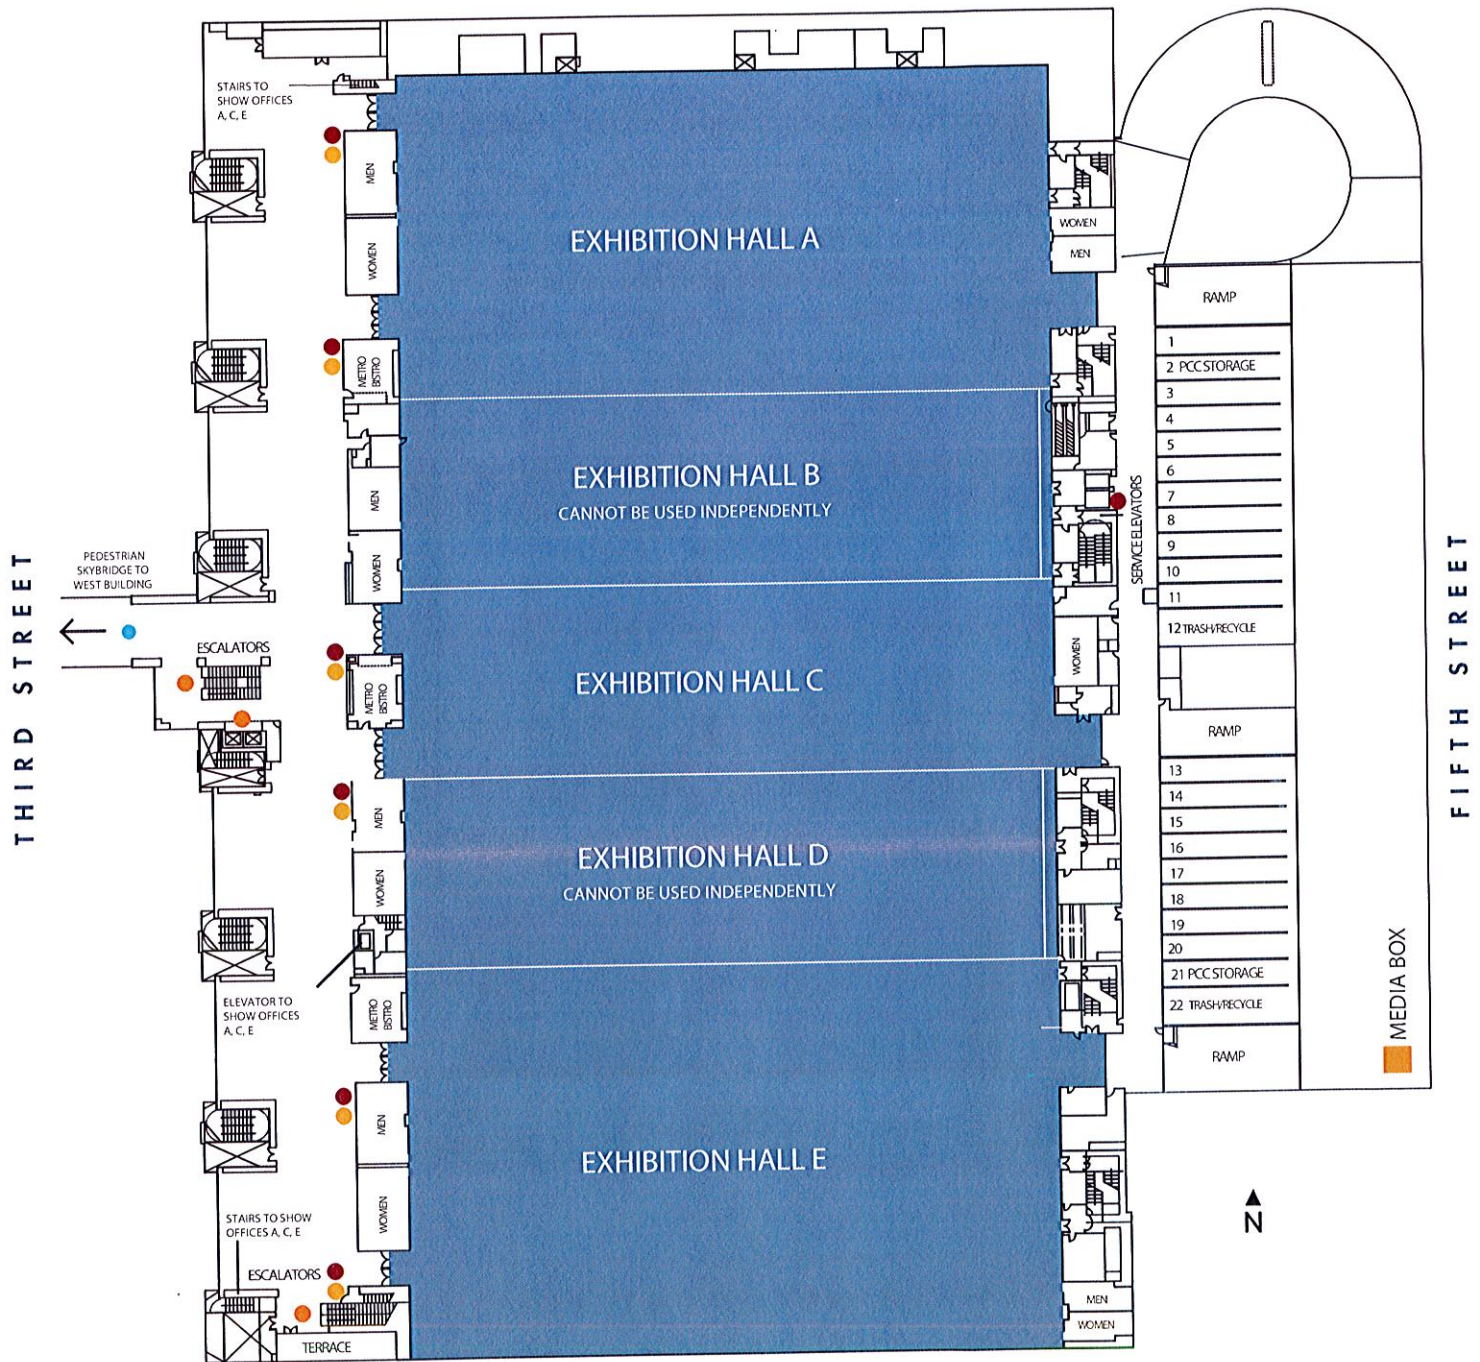 STAIRS TO
SHOW OFFICES
A, C, E
MEN
WOMEN
EXHIBITION HALL A
WOMEN
MEN
RAMP
METRO
BISTRO
1
2 PCC STORAGE
3
4
5
6
7
8
9
10
11
12 TRASH/RECYCLE
EXHIBITION HALL B
CANNOT BE USED INDEPENDENTLY
MEN
WOMEN
SERVICE ELEVATORS
THIRD STREET
PEDESTRIAN
SKYBRIDGE TO
WEST BUILDING
ESCALATORS
METRO
BISTRO
EXHIBITION HALL C
WOMEN
FIFTH STREET
RAMP
13
14
15
16
17
18
19
20
21 PCC STORAGE
22 TRASH/RECYCLE
MEN
WOMEN
EXHIBITION HALL D
CANNOT BE USED INDEPENDENTLY
ELEVATOR TO
SHOW OFFICES
A, C, E
METRO
BISTRO
RAMP
MEDIA BOX
MEN
WOMEN
EXHIBITION HALL E
N
STAIRS TO SHOW
OFFICES A, C, E
ESCALATORS
TERRACE
MEN
WOMEN